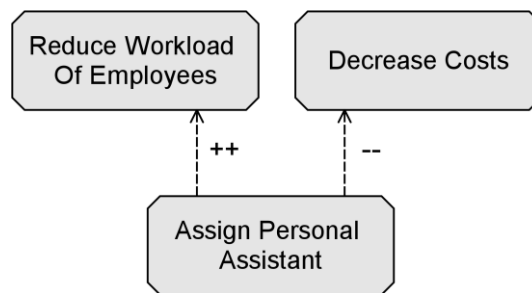 Reduce Workload
Of Employees
Decrease Costs
++
--
Assign Personal
Assistant